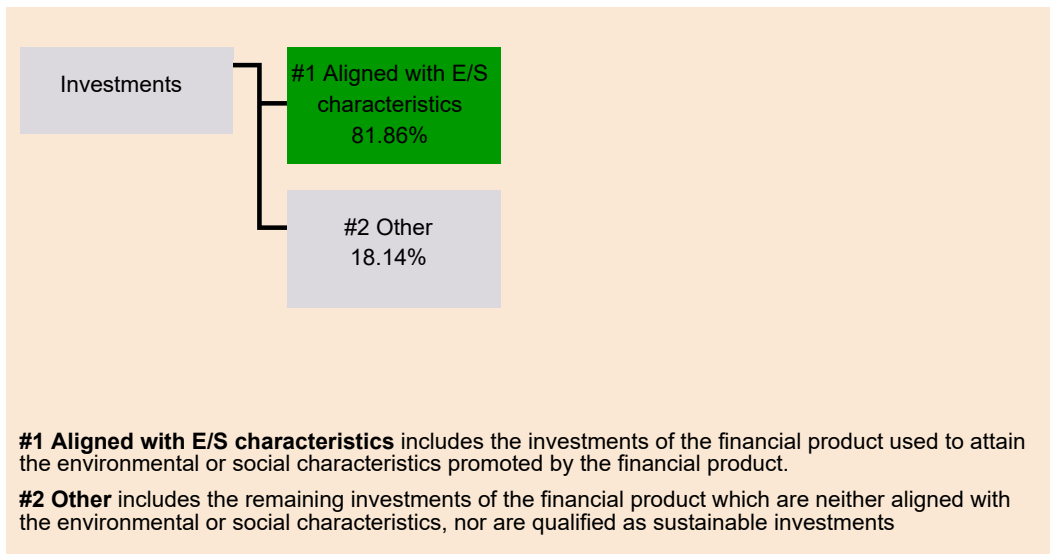 Investments
#1 Aligned with E/S
characteristics
81.86%
#2 Other
18.14%
#1 Aligned with E/S characteristics includes the investments of the financial product used to attain
the environmental or social characteristics promoted by the financial product.
#2 Other includes the remaining investments of the financial product which are neither aligned with
the environmental or social characteristics, nor are qualified as sustainable investments